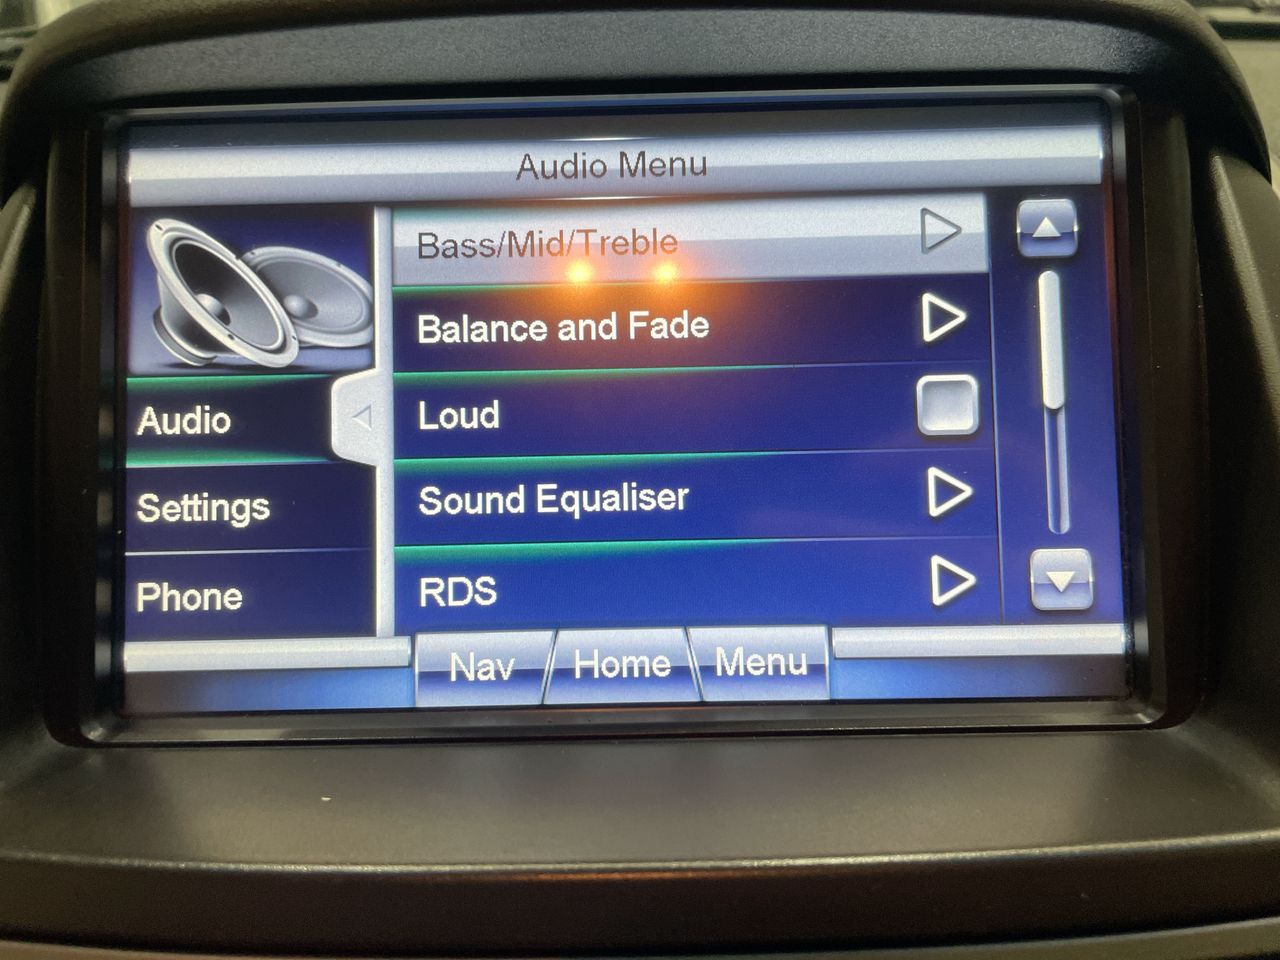 Audio Menu
Bass/Mid/Treble
Balance and Fade
Audio
Loud
Settings
Sound Equaliser
Phone
RDS
Nav
Home
Menu